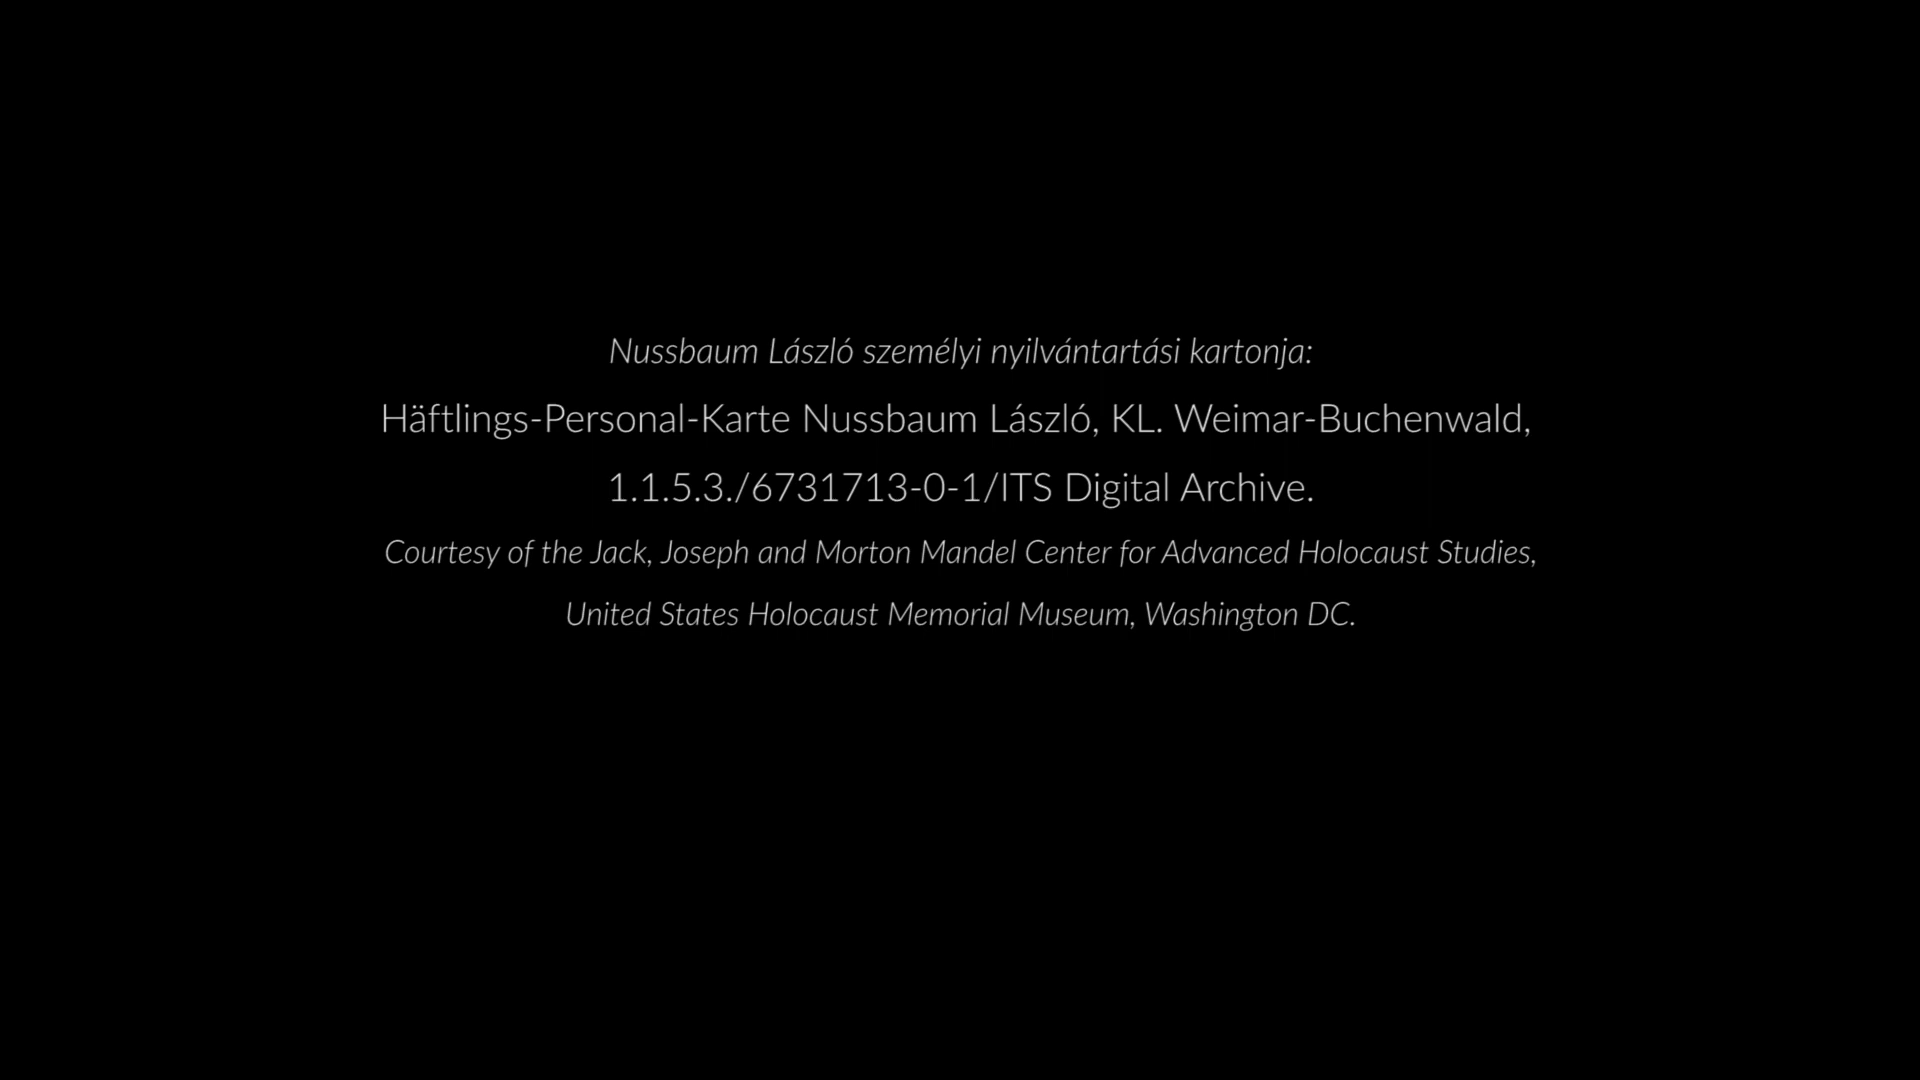 Nussbaum László személyi nyilvántartási kartonja:
Häftlings-Personal-Karte Nussbaum László, KL. Weimar-Buchenwald,
1.1.5.3./6731713-0-1/ITS Digital Archive.
Courtesy of the Jack, Joseph and Morton Mandel Center for Advanced Holocaust Studies,
United States Holocaust Memorial Museum, Washington DC.